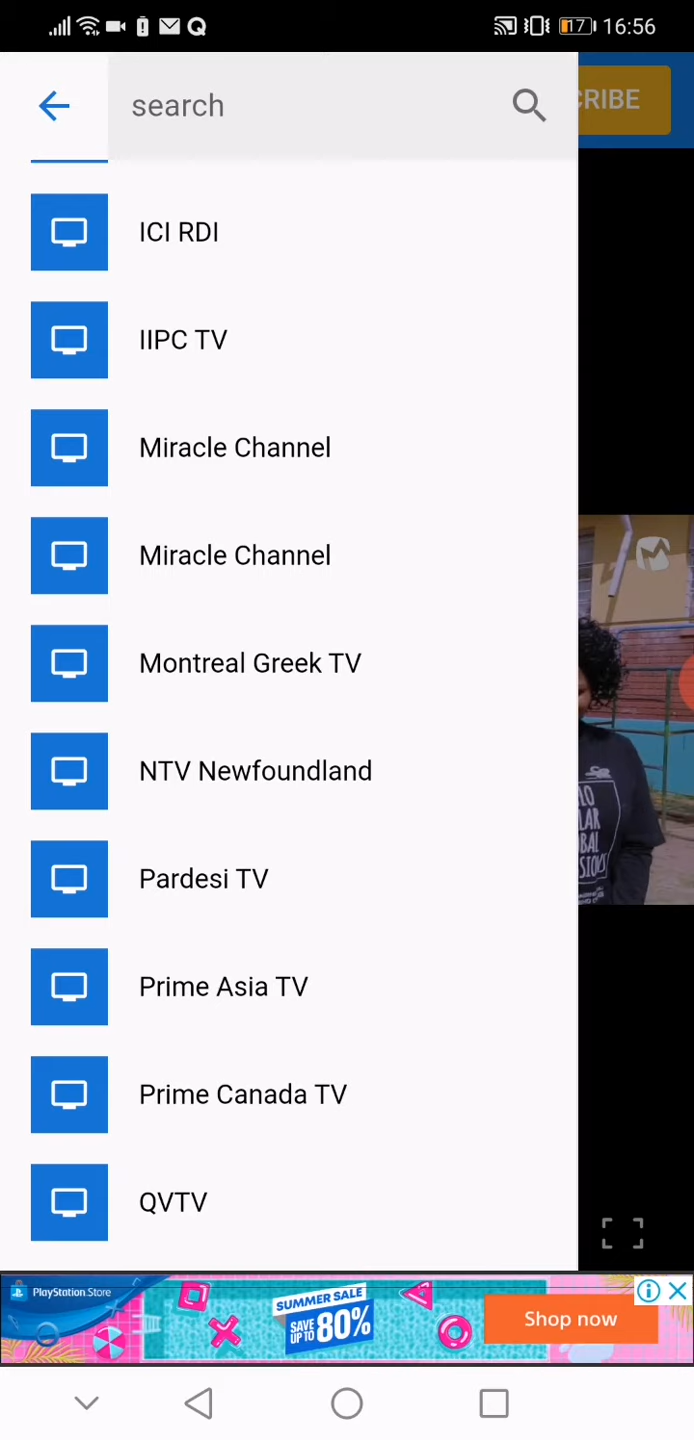 17 16:56
search
CRIBE
ICI RDI
IIPC TV
Miracle Channel
Miracle Channel
Montreal Greek TV
NTV Newfoundland
Pardesi TV
Prime Asia TV
Prime Canada TV
QVTV
PlayStation.Store
SUMMER SALE
SAVE UP TO 80%
Shop now